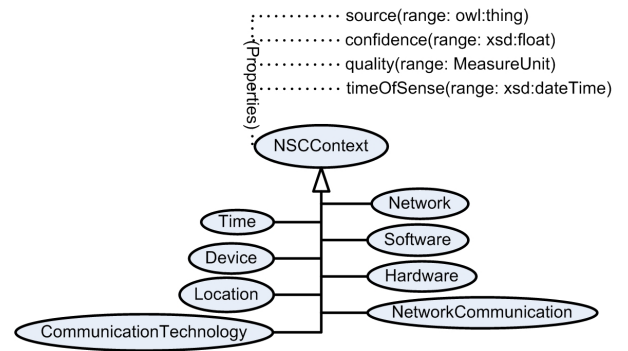 source(range: owl:thing)
confidence(range: xsd:float)
quality(range: MeasureUnit)
timeOfSense(range: xsd:dateTime)
(Properties)
NSCContext
Network
Time
Software
Device
Hardware
Location
NetworkCommunication
CommunicationTechnology